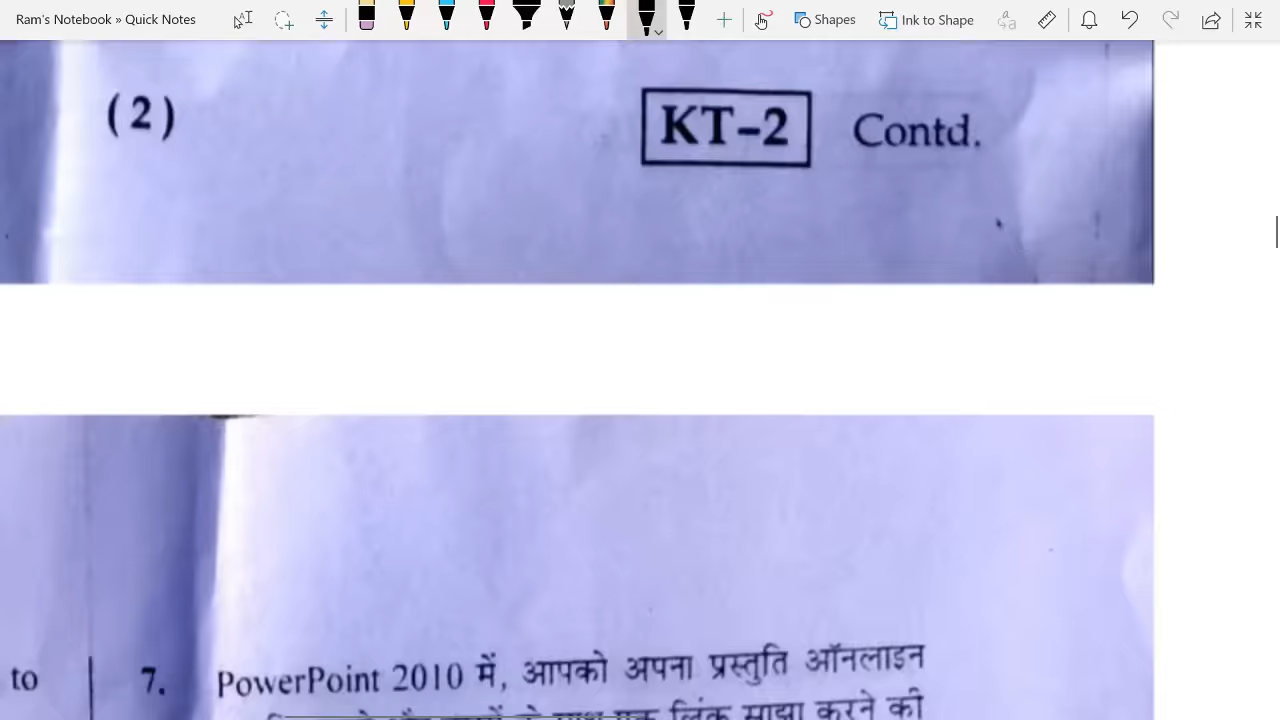 Ram's Notebook » Quick Notes
Shapes
Ink to Shape
(2)
KT-2 Contd.
to
7. PowerPoint 2010 में, आपको अपना प्रस्तुति ऑनलाइन
लिंक साझा करने की